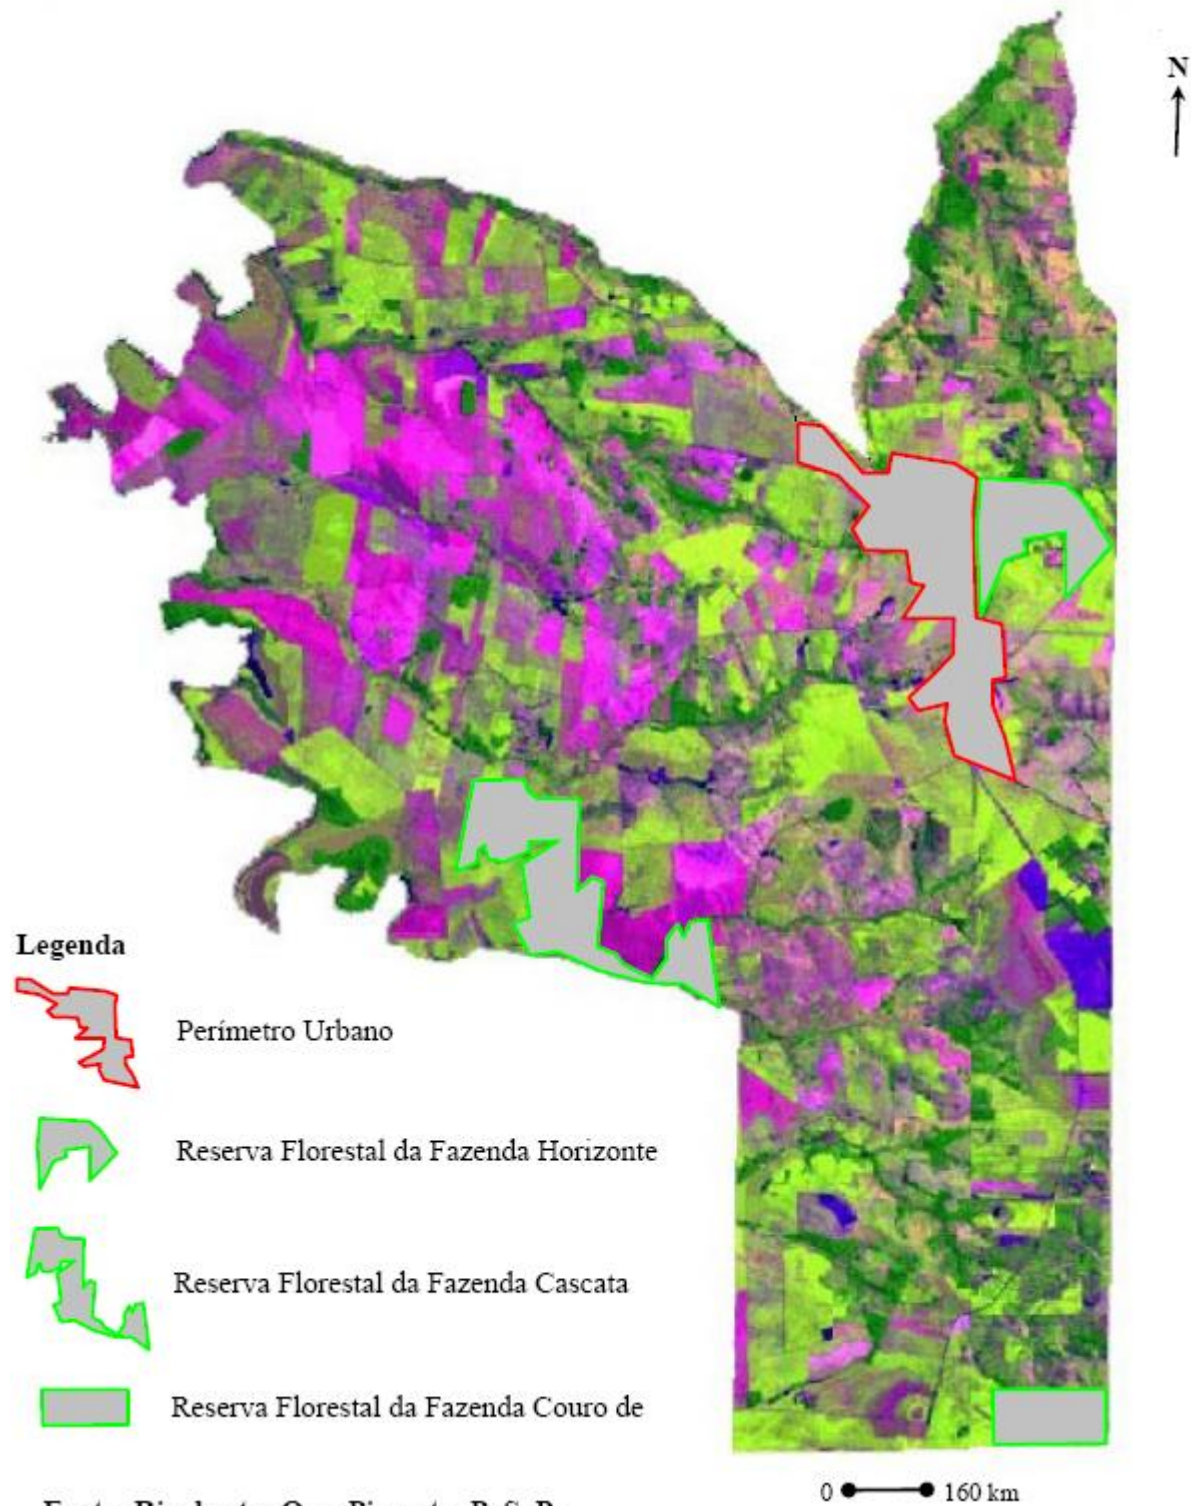 N
Legenda
Perímetro Urbano
Reserva Florestal da Fazenda Horizonte
Reserva Florestal da Fazenda Cascata
Reserva Florestal da Fazenda Couro de
0 160 km